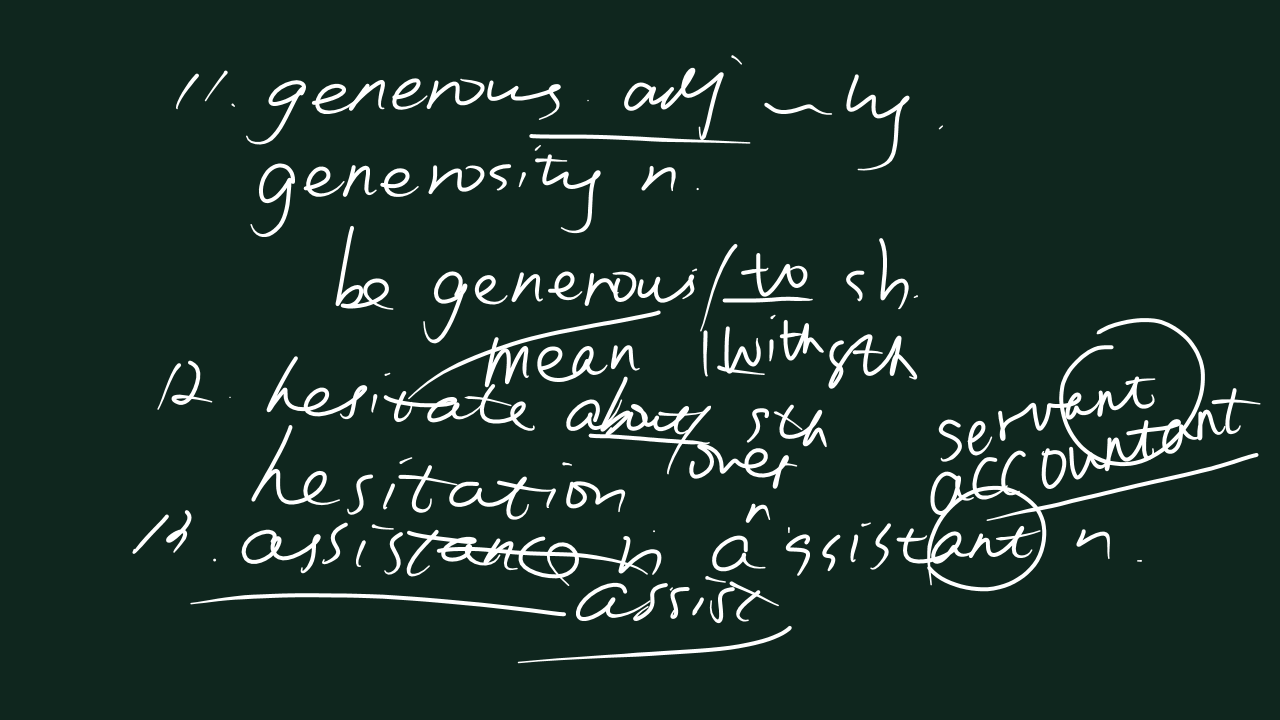 11. generous adj ~ly.
generosity n.
be generous / to sb.
mean / with sth
12. hesitate about sth
/ over
hesitation
servant
accountant
13. assistance n an assistant n.
assist